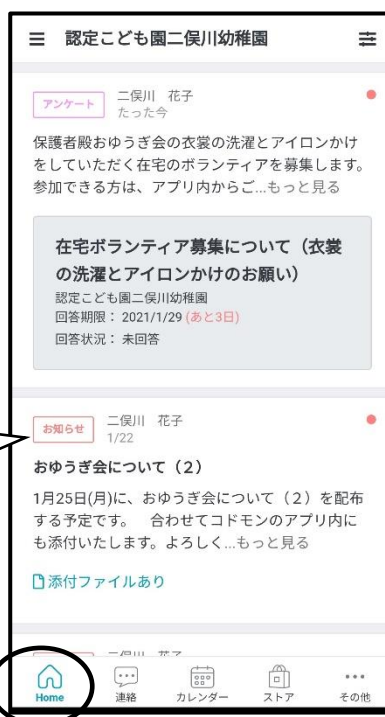 認定こども園二俣川幼稚園
アンケート 二俣川 花子
たった今
保護者殿おゆうぎ会の衣裳の洗濯とアイロンかけ
をしていただく在宅のボランティアを募集します。
参加できる方は、アプリ内からご...もっと見る
在宅ボランティア募集について（衣裳
の洗濯とアイロンかけのお願い）
認定こども園二俣川幼稚園
回答期限： 2021/1/29 (あと3日)
回答状況： 未回答
お知らせ 二俣川 花子
1/22
おゆうぎ会について（2）
1月25日(月)に、おゆうぎ会について（2）を配布
する予定です。　合わせてコドモンのアプリ内に
も添付いたします。よろしく...もっと見る
添付ファイルあり
二俣川 花子
Home 連絡 カレンダー ストア その他